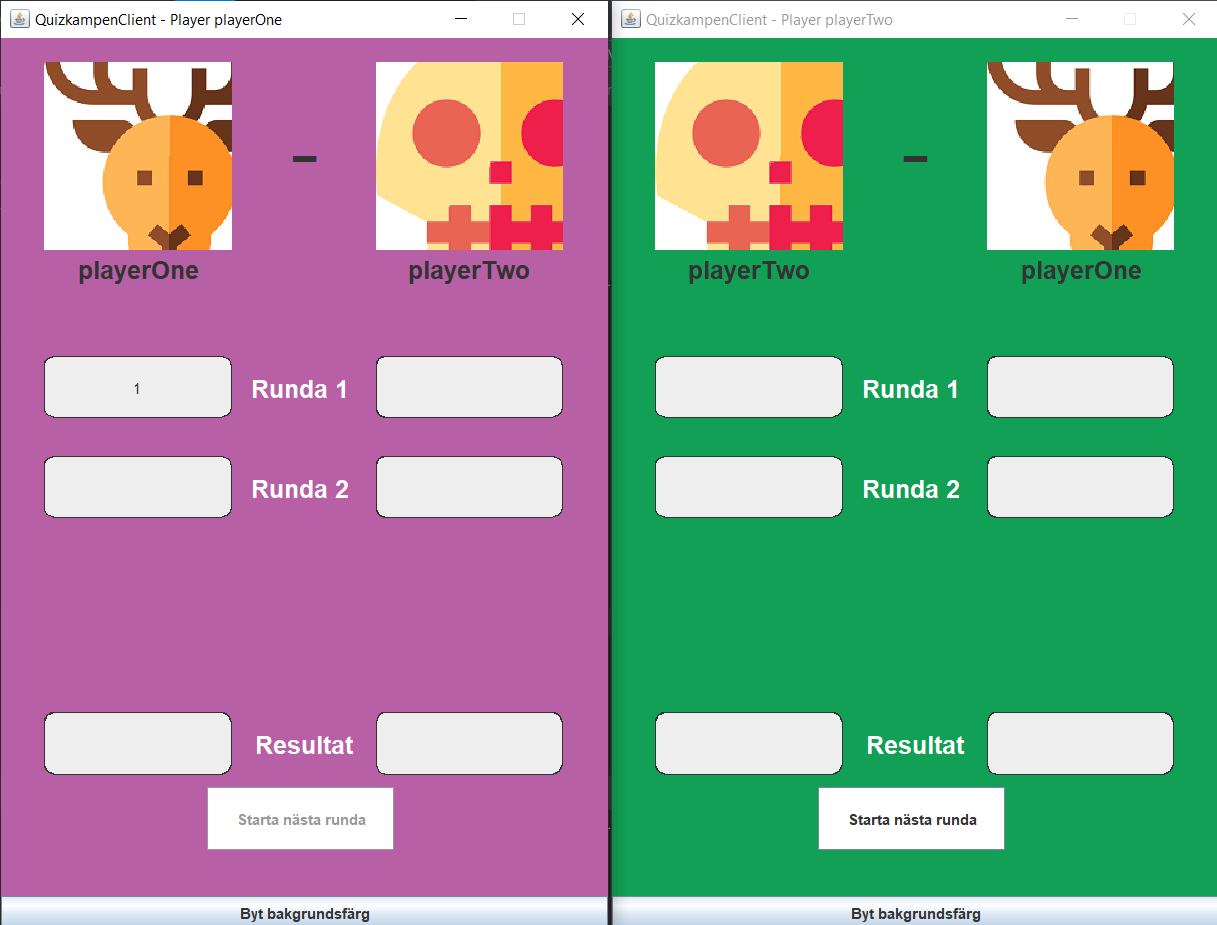 QuizkampenClient - Player playerOne
–
playerOne
playerTwo
1
Runda 1
Runda 2
Resultat
Starta nästa runda
Byt bakgrundsfärg
QuizkampenClient - Player playerTwo
–
playerTwo
playerOne
Runda 1
Runda 2
Resultat
Starta nästa runda
Byt bakgrundsfärg